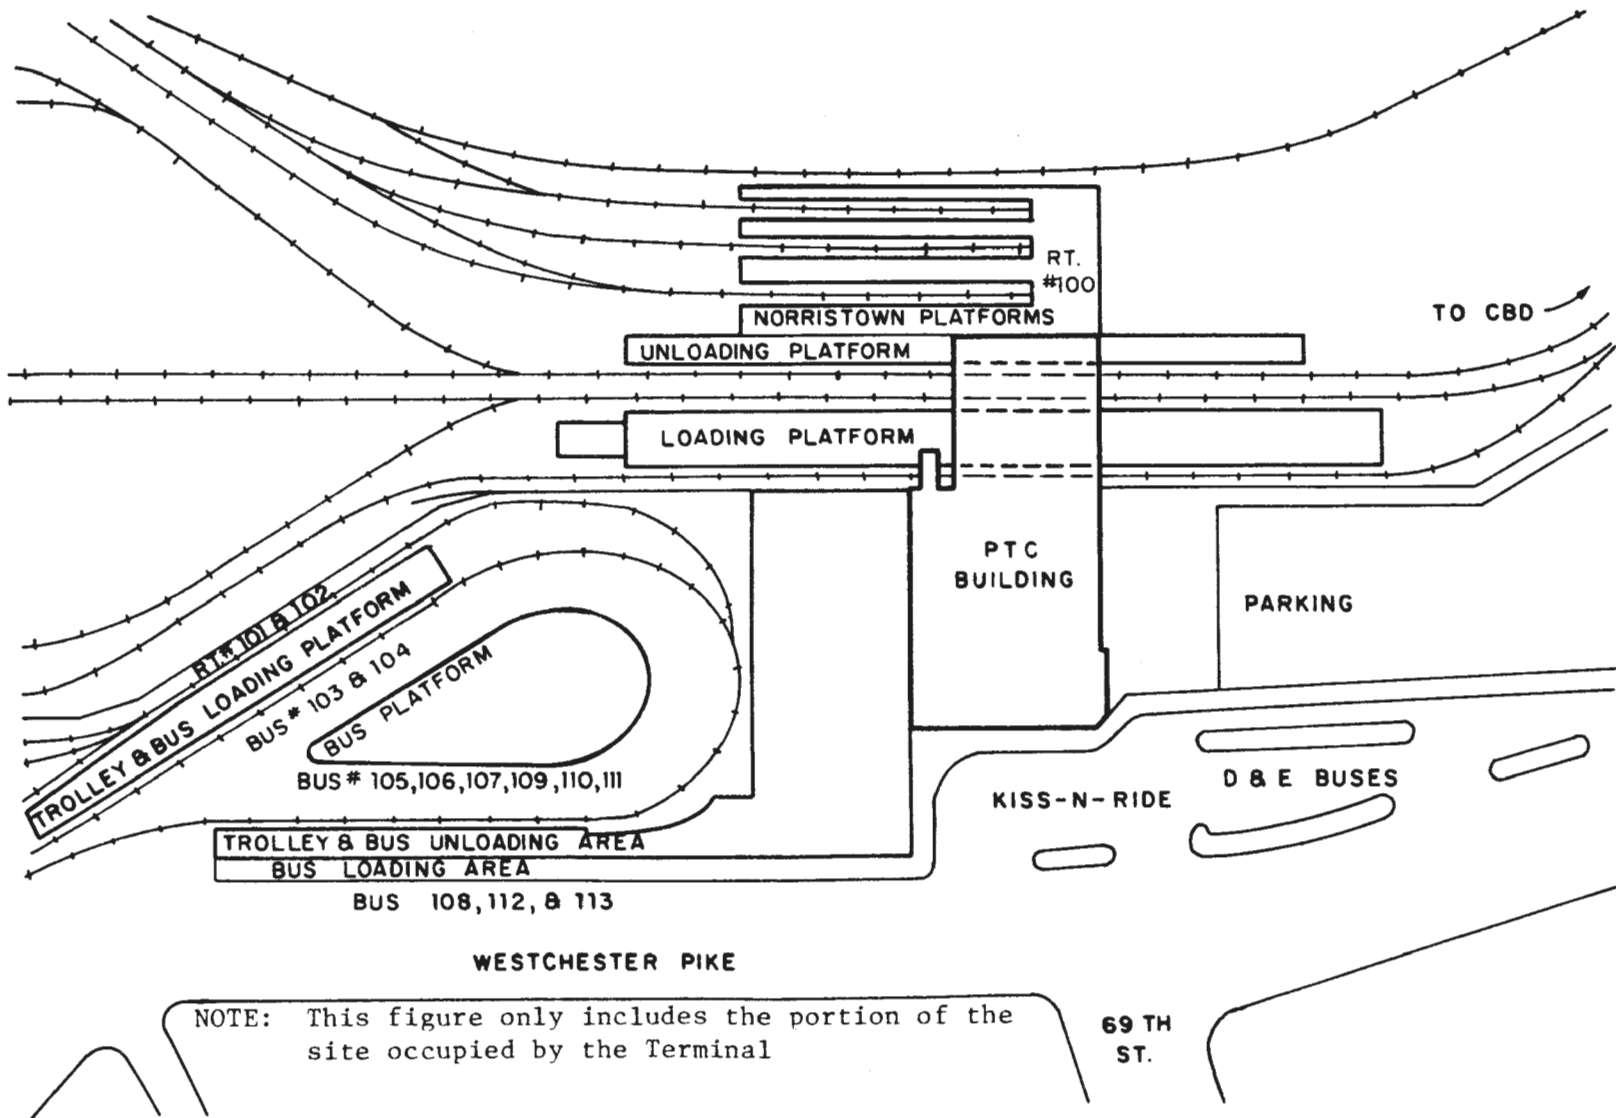 RT.
#100
TO CBD
NORRISTOWN PLATFORMS
UNLOADING PLATFORM
LOADING PLATFORM
PTC
BUILDING
PARKING
RT.# 101 & 102
TROLLEY & BUS LOADING PLATFORM
BUS # 103 & 104
BUS PLATFORM
BUS # 105,106,107,109,110,111
D & E BUSES
KISS-N-RIDE
TROLLEY & BUS UNLOADING AREA
BUS LOADING AREA
BUS 108, 112, & 113
WESTCHESTER PIKE
NOTE: This figure only includes the portion of the
site occupied by the Terminal
69 TH
ST.